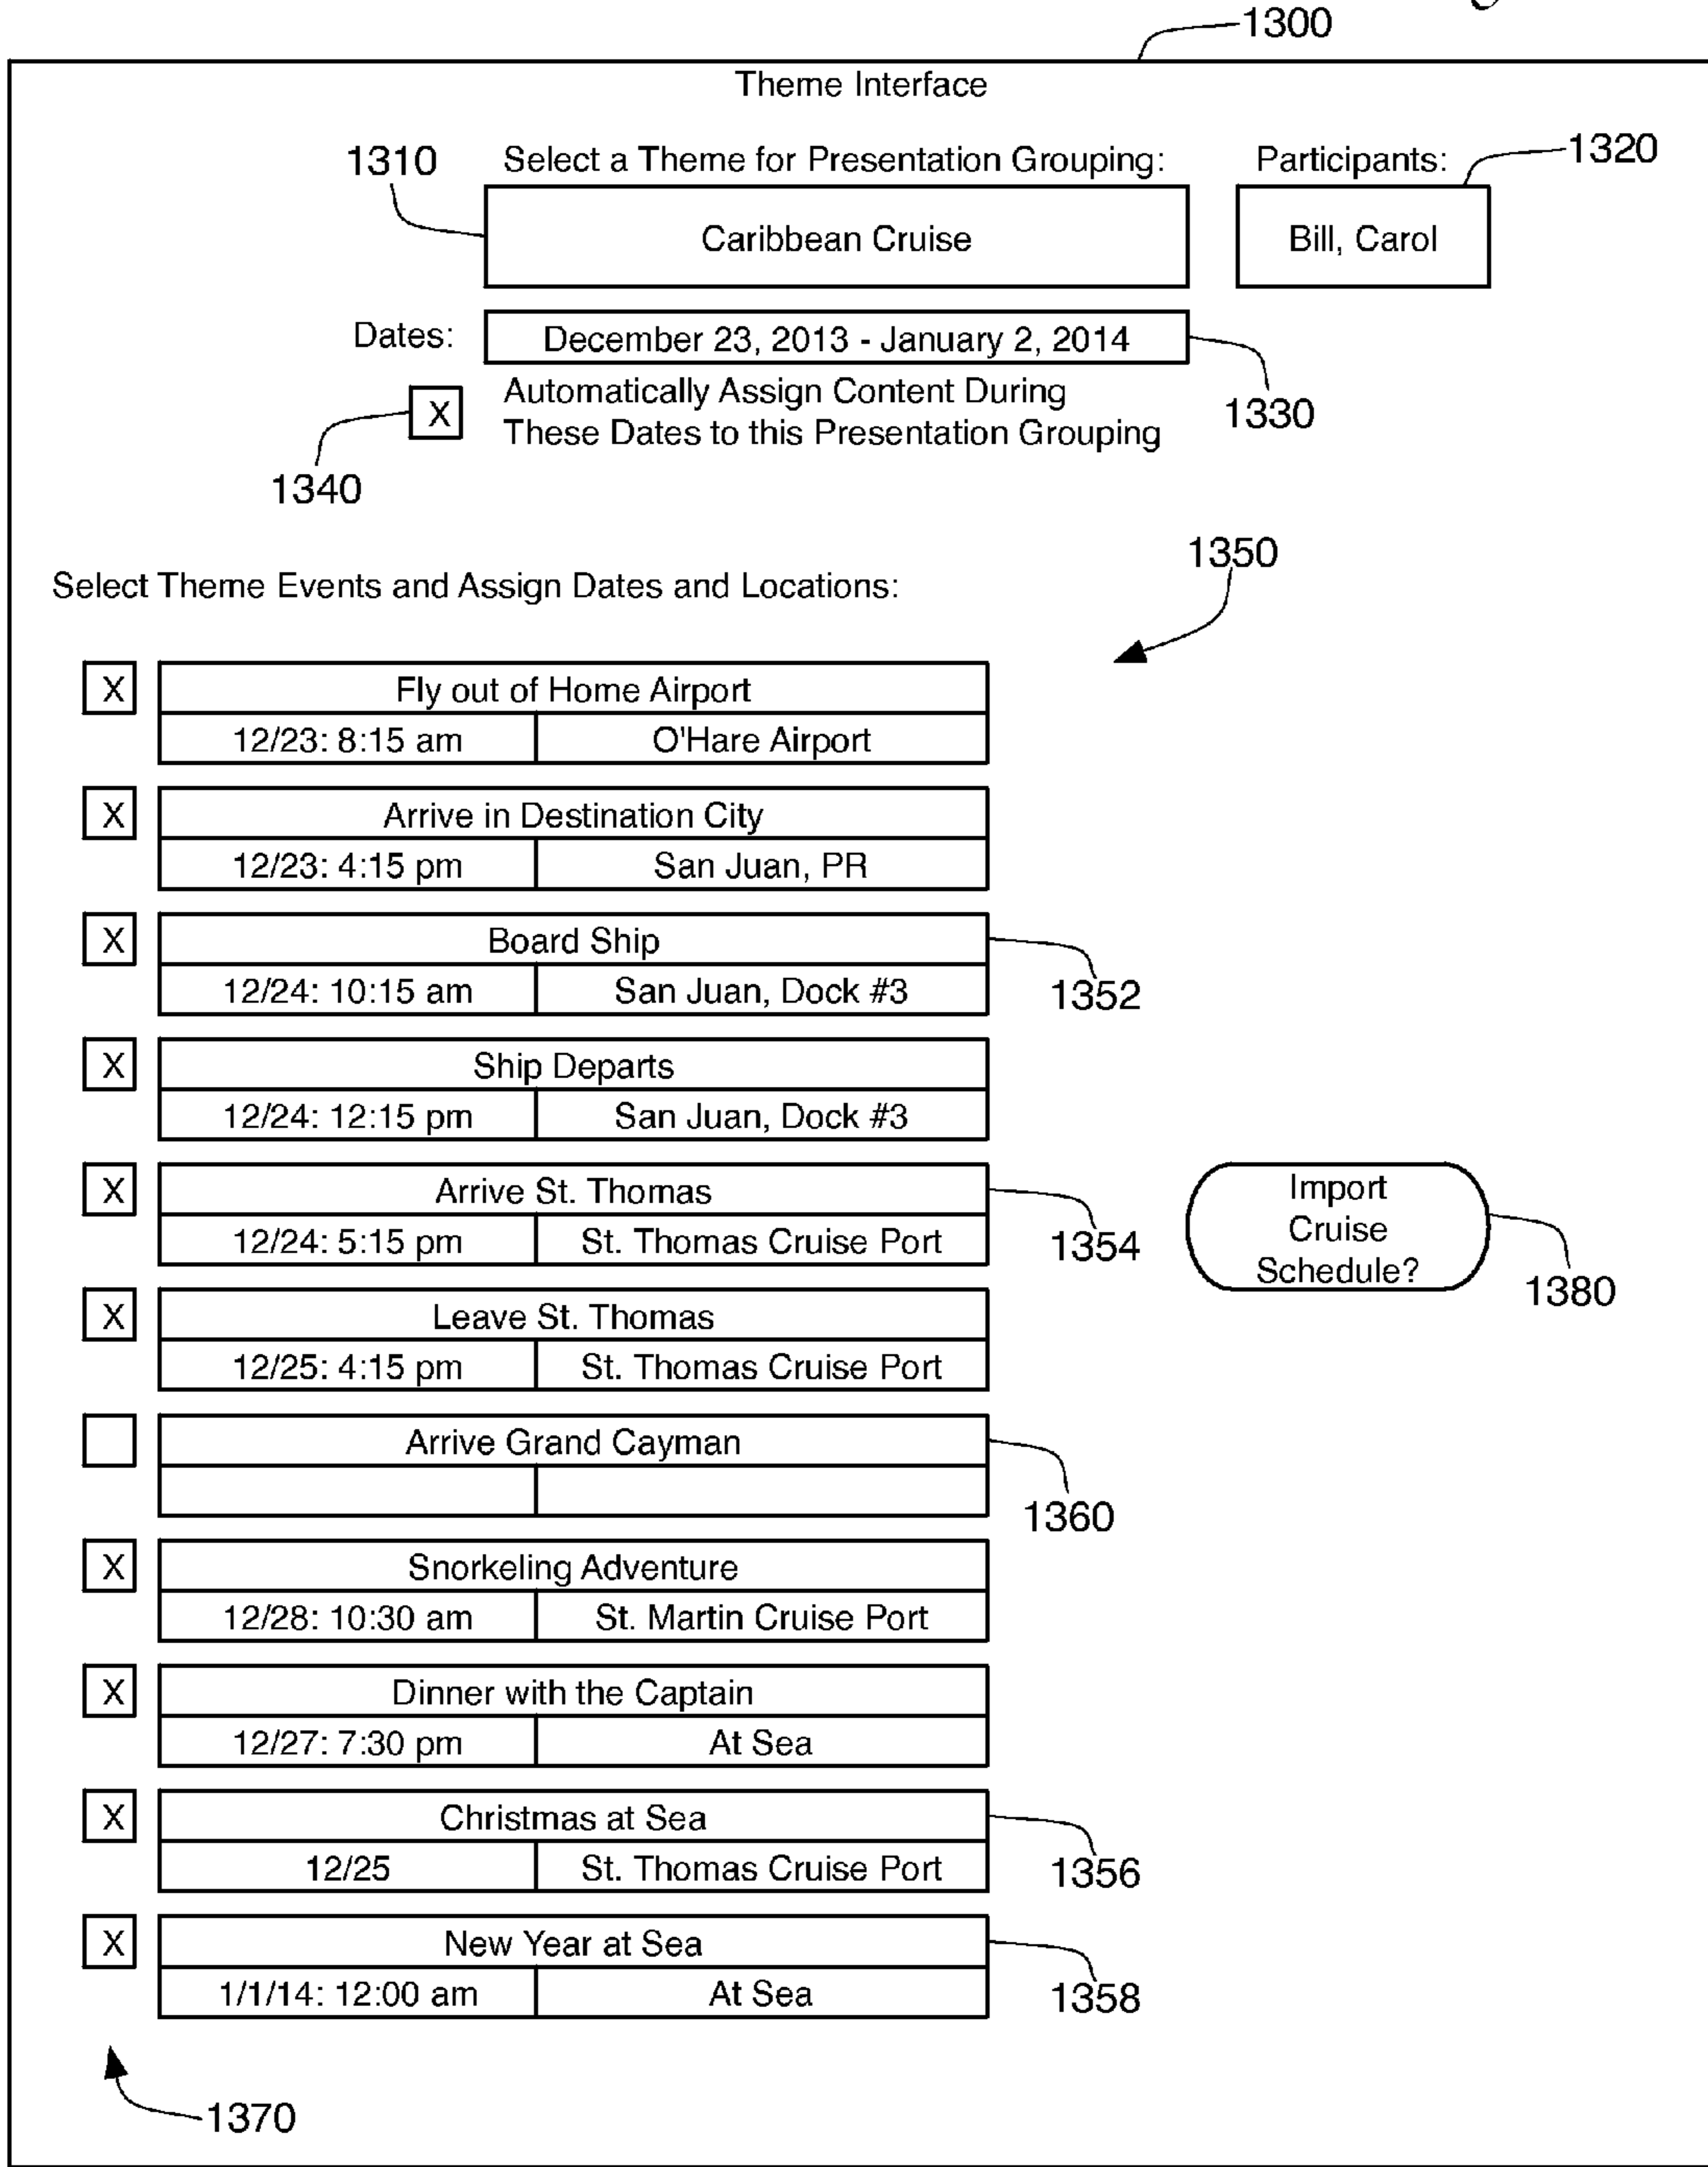 1300
Theme Interface
1310 Select a Theme for Presentation Grouping: Participants: 1320
Caribbean Cruise Bill, Carol
Dates: December 23, 2013 - January 2, 2014
1330
X Automatically Assign Content During
These Dates to this Presentation Grouping
1340
1350
Select Theme Events and Assign Dates and Locations:
X Fly out of Home Airport
12/23: 8:15 am O'Hare Airport
X Arrive in Destination City
12/23: 4:15 pm San Juan, PR
X Board Ship
12/24: 10:15 am San Juan, Dock #3 1352
X Ship Departs
12/24: 12:15 pm San Juan, Dock #3
X Arrive St. Thomas
12/24: 5:15 pm St. Thomas Cruise Port 1354
Import
Cruise
Schedule?
1380
X Leave St. Thomas
12/25: 4:15 pm St. Thomas Cruise Port
Arrive Grand Cayman
1360
X Snorkeling Adventure
12/28: 10:30 am St. Martin Cruise Port
X Dinner with the Captain
12/27: 7:30 pm At Sea
X Christmas at Sea
12/25 St. Thomas Cruise Port 1356
X New Year at Sea
1/1/14: 12:00 am At Sea 1358
1370